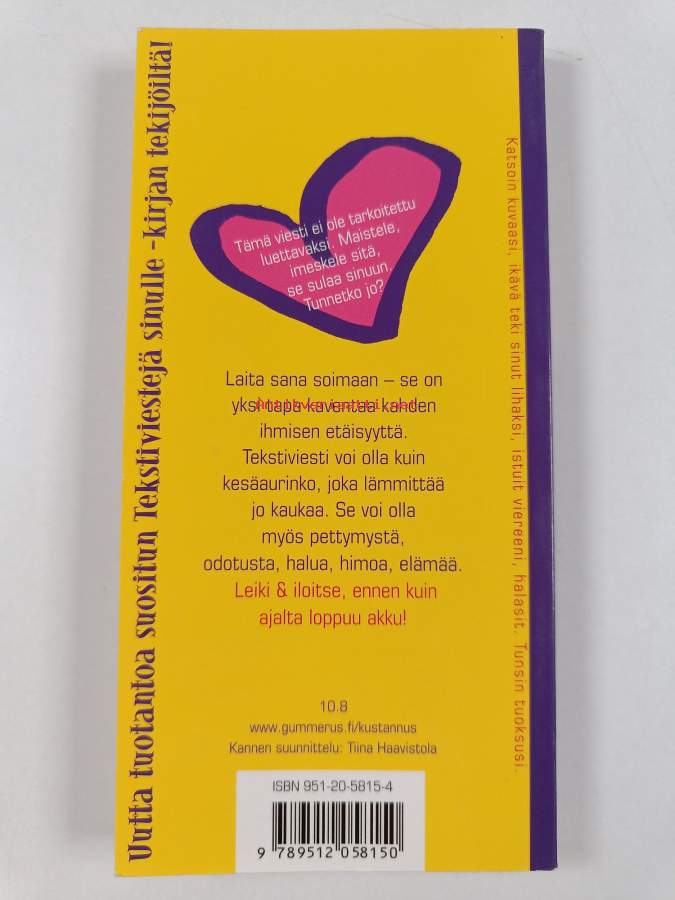 Uutta tuotantoa suositun Tekstiviestejä sinulle -kirjan tekijöiltä!
Tämä viesti ei ole tarkoitettu
luettavaksi. Maistele,
imeskele sitä,
se sulaa sinuun.
Tunnetko jo?
Laita sana soimaan – se on
yksi tapa kaventaa kahden
ihmisen etäisyyttä.
Tekstiviesti voi olla kuin
kesäaurinko, joka lämmittää
jo kaukaa. Se voi olla
myös pettymystä,
odotusta, halua, himoa, elämää.
Leiki & iloitse, ennen kuin
ajalta loppuu akku!
Katsoin kuvaasi, ikävä teki sinut lihaksi, istuit viereeni, halasit. Tunsin tuoksusi.
10.8
www.gummerus.fi/kustannus
Kannen suunnittelu: Tiina Haavistola
ISBN 951-20-5815-4
9 789512 058150